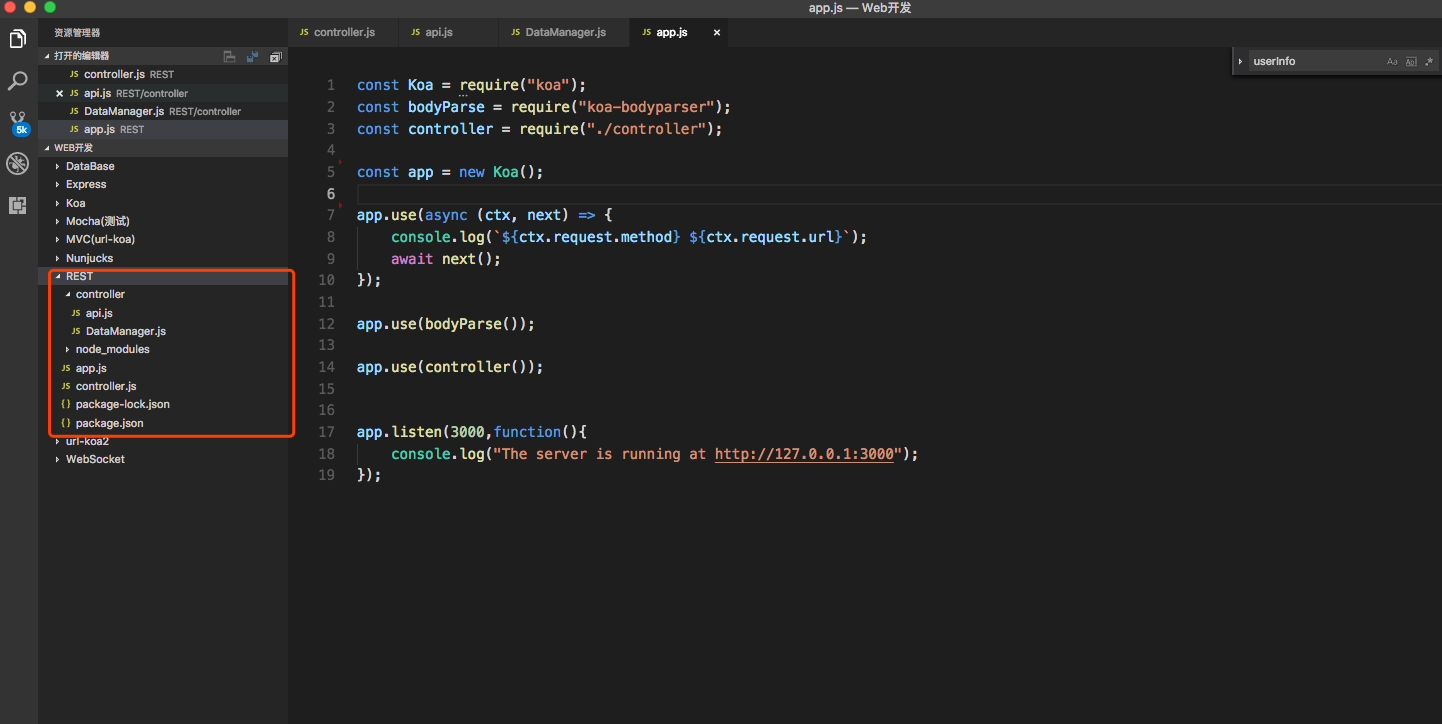 app.js — Web开发
资源管理器
打开的编辑器
JS controller.js REST
JS api.js REST/controller
JS DataManager.js REST/controller
JS app.js REST
WEB开发
DataBase
Express
Koa
Mocha(测试)
MVC(url-koa)
Nunjucks
REST
controller
JS api.js
JS DataManager.js
node_modules
JS app.js
JS controller.js
{} package-lock.json
{} package.json
url-koa2
WebSocket
5k
JS controller.js
JS api.js
JS DataManager.js
JS app.js ×
userInfo Aa Abl .*
1 const Koa = require("koa");
2 const bodyParse = require("koa-bodyparser");
3 const controller = require("./controller");
4
5 const app = new Koa();
6
7 app.use(async (ctx, next) => {
8 console.log(`${ctx.request.method} ${ctx.request.url}`);
9 await next();
10 });
11
12 app.use(bodyParse());
13
14 app.use(controller());
15
16
17 app.listen(3000,function(){
18 console.log("The server is running at http://127.0.0.1:3000");
19 });